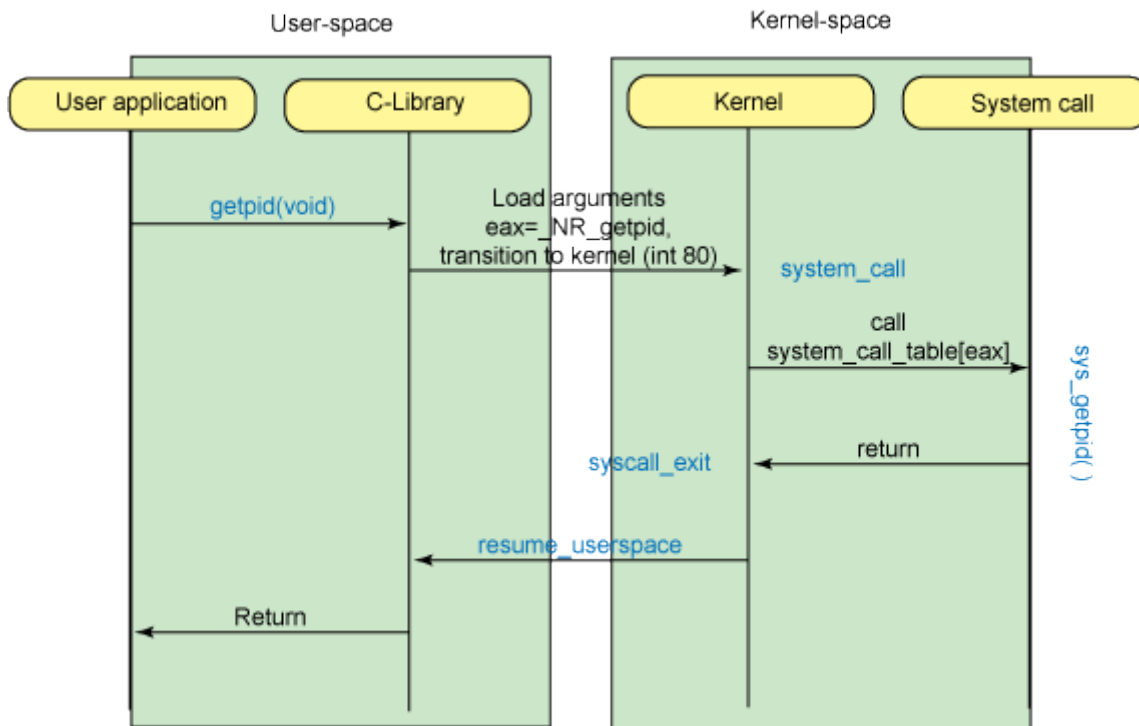 User-space
Kernel-space
User application
C-Library
Kernel
System call
getpid(void)
Load arguments
eax=_NR_getpid,
transition to kernel (int 80)
system_call
call
system_call_table[eax]
sys_getpid( )
return
syscall_exit
resume_userspace
Return